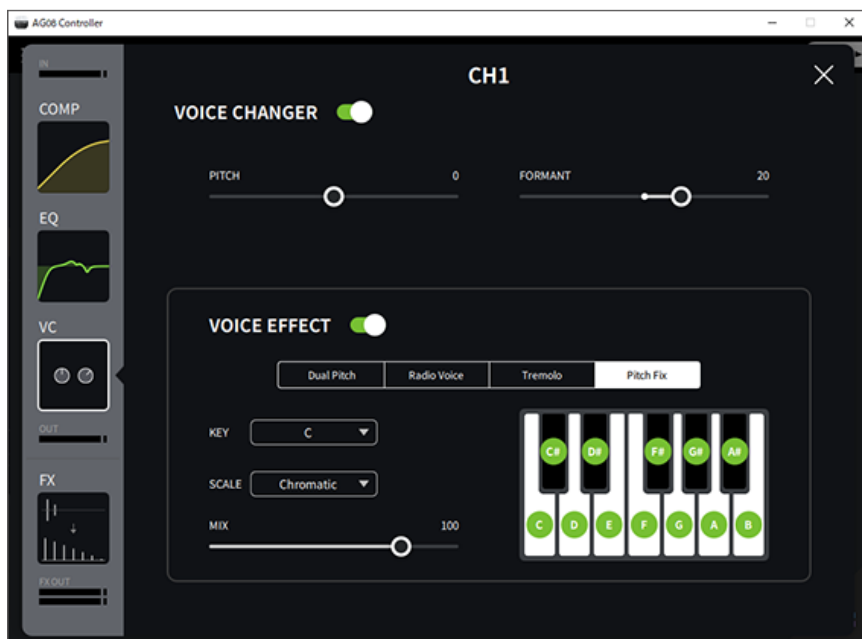 AG08 Controller
IN
CH1
COMP
VOICE CHANGER
PITCH 0
FORMANT 20
EQ
VC
VOICE EFFECT
Dual Pitch Radio Voice Tremolo Pitch Fix
KEY C
SCALE Chromatic
MIX 100
C# D# F# G# A#
C D E F G A B
OUT
FX
FX OUT